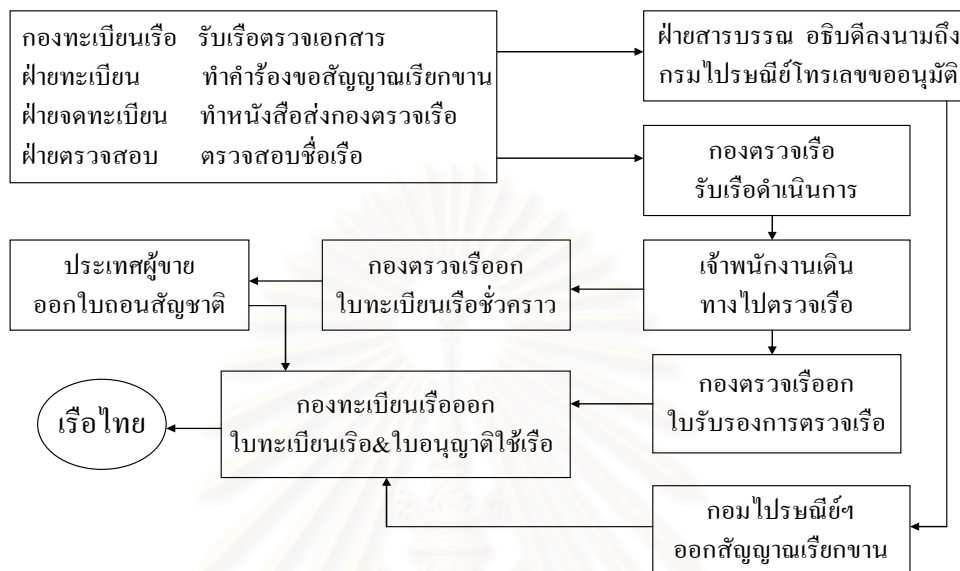 กองทะเบียนเรือ รับเรือตรวจเอกสาร
ฝ่ายทะเบียน ทำคำร้องขอสัญญาณเรียกขาน
ฝ่ายจดทะเบียน ทำหนังสือส่งกองตรวจเรือ
ฝ่ายตรวจสอบ ตรวจสอบชื่อเรือ
ฝ่ายสารบรรณ อธิบดีลงนามถึง
กรมไปรษณีย์โทรเลขขออนุมัติ
กองตรวจเรือ
รับเรือดำเนินการ
ประเทศผู้ขาย
ออกใบถอนสัญชาติ
กองตรวจเรืออก
ใบทะเบียนเรือชั่วคราว
เจ้าพนักงานเดิน
ทางไปตรวจเรือ
เรือไทย
กองทะเบียนเรือออก
ใบทะเบียนเริอ&ใบอนุญาติใช้เรือ
กองตรวจเรืออก
ใบรับรองการตรวจเรือ
กอมไปรษณีย์ฯ
ออกสัญญาณเรียกขาน